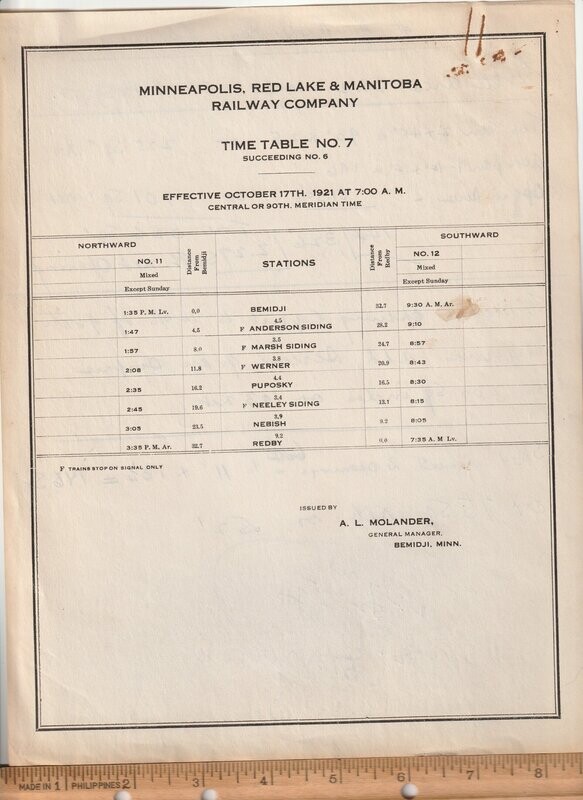 MINNEAPOLIS, RED LAKE & MANITOBA
RAILWAY COMPANY
TIME TABLE NO. 7
SUCCEEDING NO. 6
EFFECTIVE OCTOBER 17TH. 1921 AT 7:00 A. M.
CENTRAL OR 90TH. MERIDIAN TIME
NORTHWARD SOUTHWARD
NO. 11 Distance From Bemidji STATIONS Distance From Redby NO. 12
Mixed Mixed
Except Sunday Except Sunday
1:35 P. M. Lv. 0.0 BEMIDJI 32.7 9:30 A. M. Ar.
4.5
1:47 4.5 F ANDERSON SIDING 28.2 9:10
3.5
1:57 8.0 F MARSH SIDING 24.7 8:57
3.8
2:08 11.8 F WERNER 20.9 8:43
4.4
2:35 16.2 PUPOSKY 16.5 8:30
3.4
2:45 19.6 F NEELEY SIDING 13.1 8:15
3.9
3:05 23.5 NEBISH 9.2 8:05
9.2
3:35 P. M. Ar. 32.7 REDBY 0.0 7:35 A. M Lv.
F TRAINS STOP ON SIGNAL ONLY
ISSUED BY
A. L. MOLANDER,
GENERAL MANAGER,
BEMIDJI, MINN.
MADE IN 1 PHILIPPINES 2 3 4 5 6 7 8